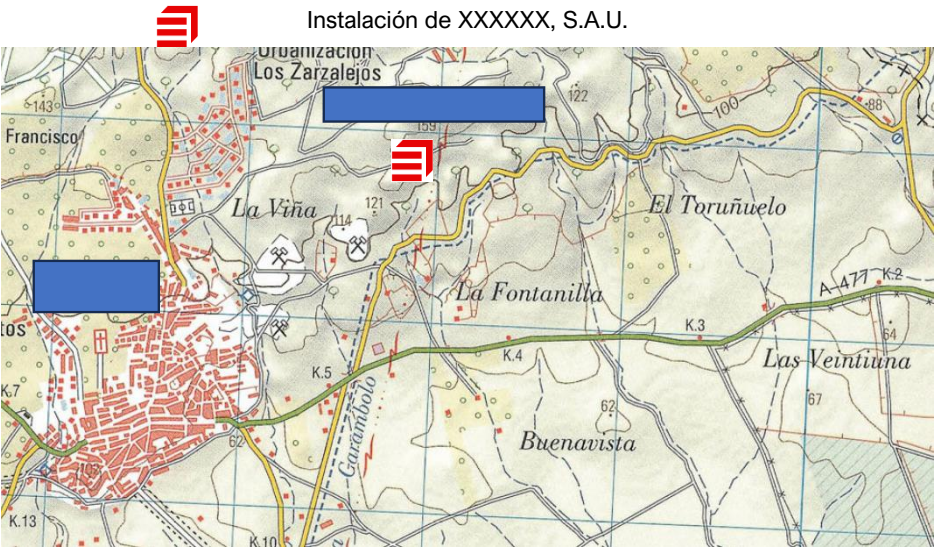 Instalación de XXXXXX, S.A.U.
Urbanización
Los Zarzalejos
143
Francisco
159
122
100
88
La Viña
114
121
El Toruñuelo
La Fontanilla
A-477
K.2
tos
K.3
64
K.4
Las Veintiuna
K.5
K.7
67
62
Garambolo
Buenavista
62
103
K.13
K.10